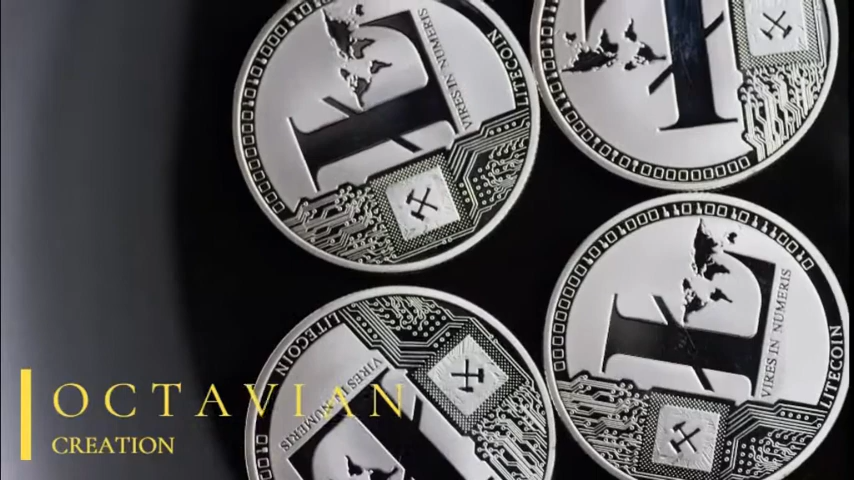 VIRES IN NUMERIS
LITECOIN
LITECOIN
VIRES IN NUMERIS
VIRES IN NUMERIS
LITECOIN
OCTAVIAN
CREATION